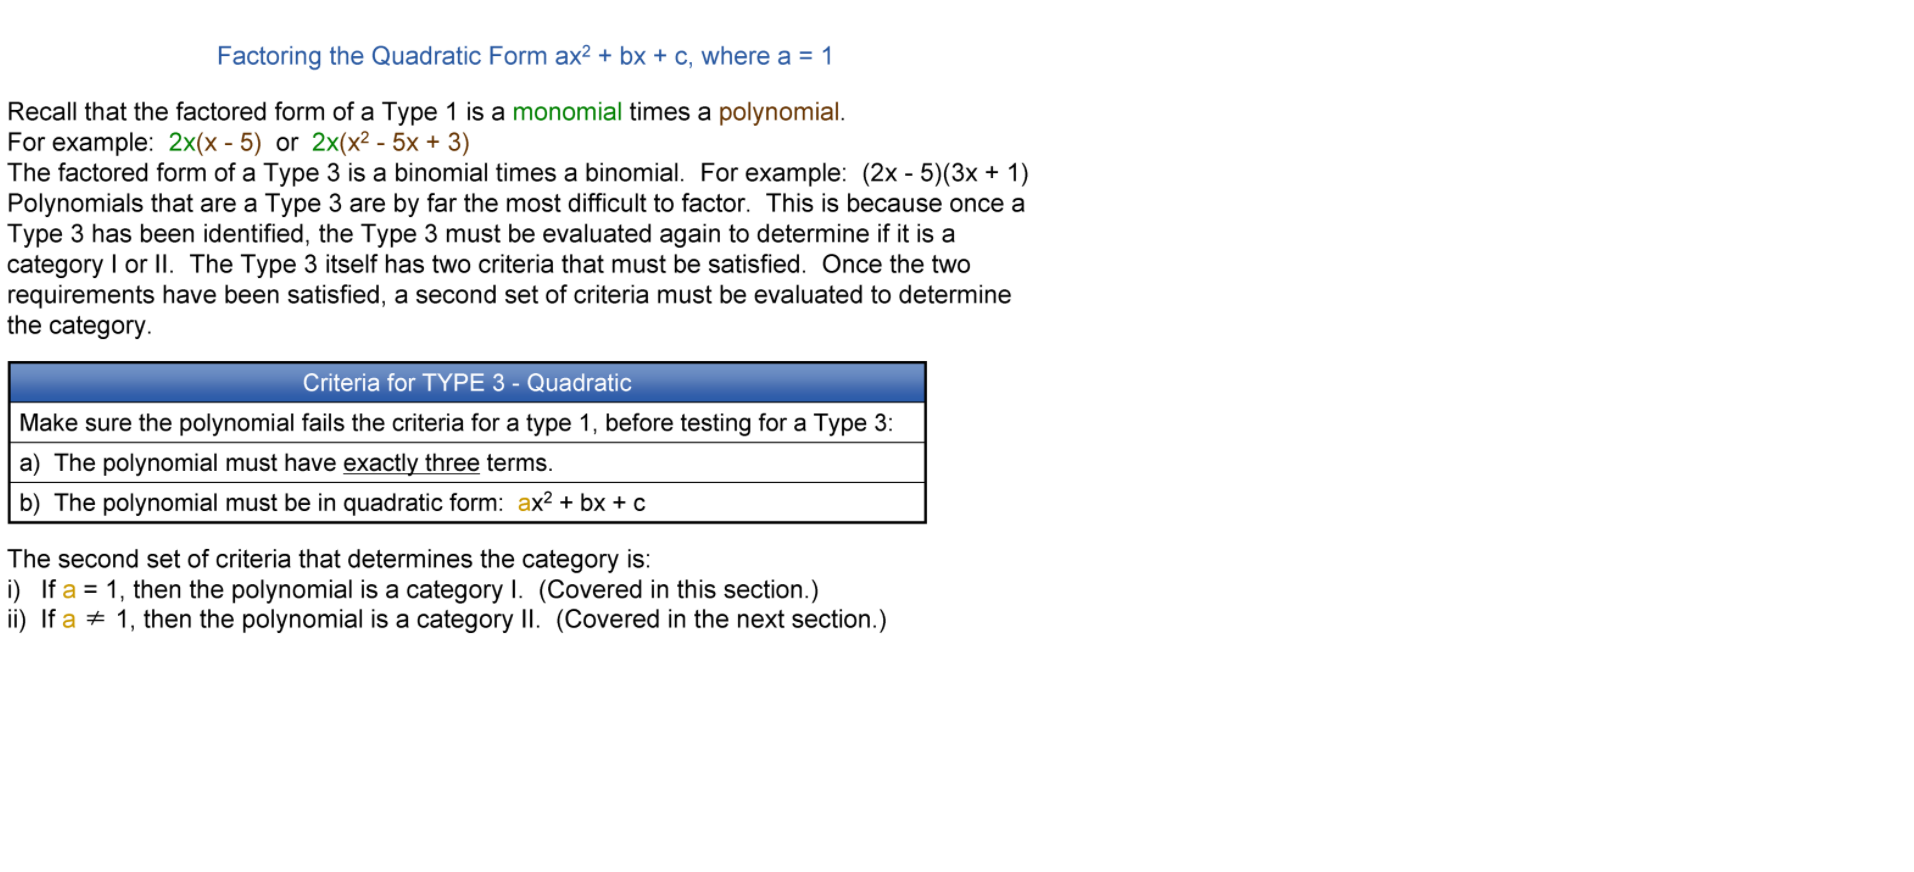 Factoring the Quadratic Form ax² + bx + c, where a = 1
Recall that the factored form of a Type 1 is a monomial times a polynomial.
For example:  2x(x - 5)  or  2x(x² - 5x + 3)
The factored form of a Type 3 is a binomial times a binomial.  For example:  (2x - 5)(3x + 1)
Polynomials that are a Type 3 are by far the most difficult to factor.  This is because once a
Type 3 has been identified, the Type 3 must be evaluated again to determine if it is a
category I or II.  The Type 3 itself has two criteria that must be satisfied.  Once the two
requirements have been satisfied, a second set of criteria must be evaluated to determine
the category.
Criteria for TYPE 3 - Quadratic
Make sure the polynomial fails the criteria for a type 1, before testing for a Type 3:
a)  The polynomial must have exactly three terms.
b)  The polynomial must be in quadratic form:  ax² + bx + c
The second set of criteria that determines the category is:
i)   If a = 1, then the polynomial is a category I.  (Covered in this section.)
ii)  If a ≠ 1, then the polynomial is a category II.  (Covered in the next section.)